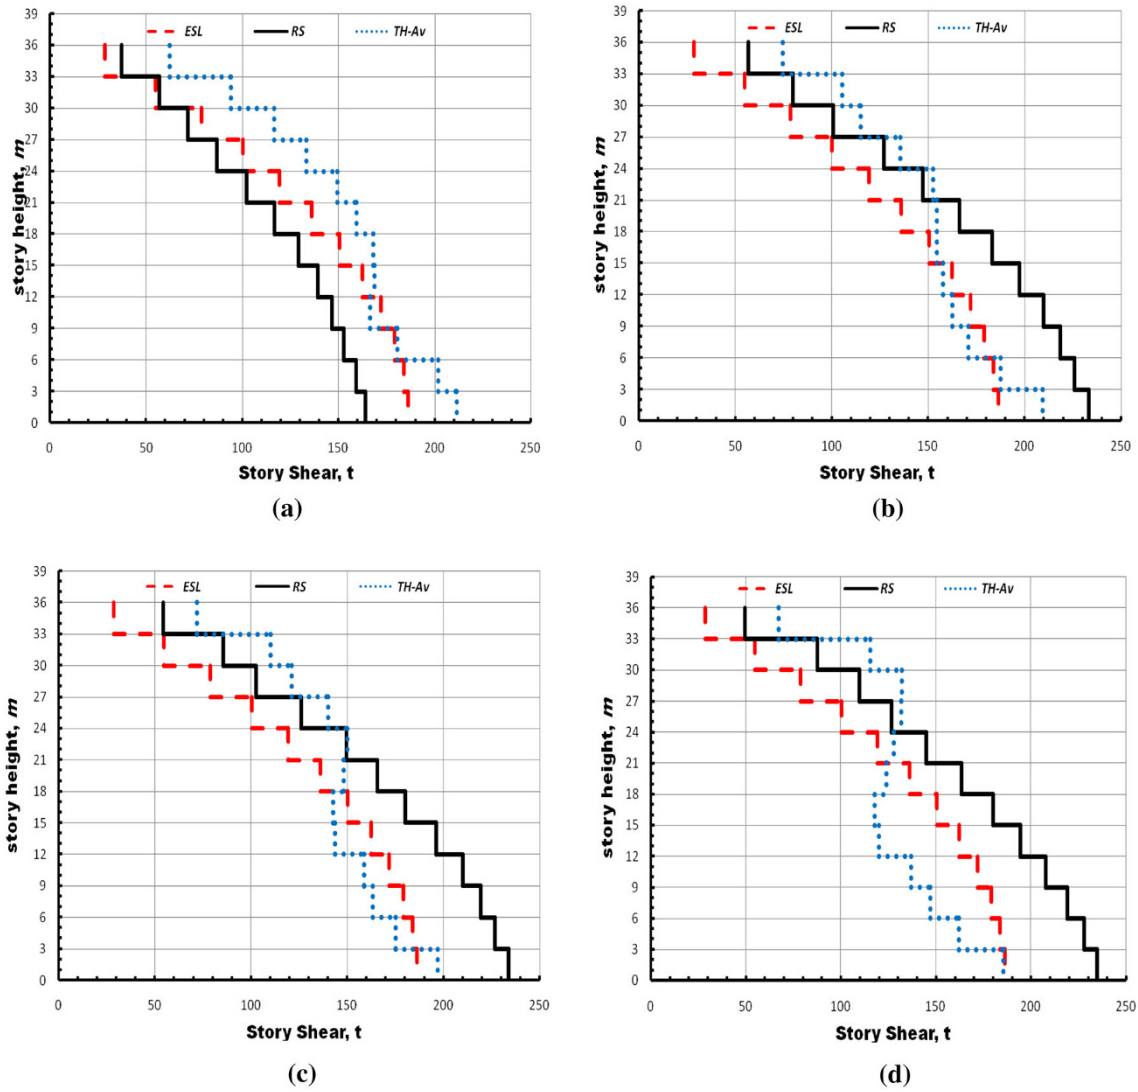 ESL RS TH-Av
39
36
33
30
27
24
21
18
15
12
9
6
3
0
story height, m
0 50 100 150 200 250
Story Shear, t
(a)
ESL RS TH-Av
39
36
33
30
27
24
21
18
15
12
9
6
3
0
story height, m
0 50 100 150 200 250
Story Shear, t
(b)
ESL RS TH-Av
39
36
33
30
27
24
21
18
15
12
9
6
3
0
story height, m
0 50 100 150 200 250
Story Shear, t
(c)
ESL RS TH-Av
39
36
33
30
27
24
21
18
15
12
9
6
3
0
story height, m
0 50 100 150 200 250
Story Shear, t
(d)